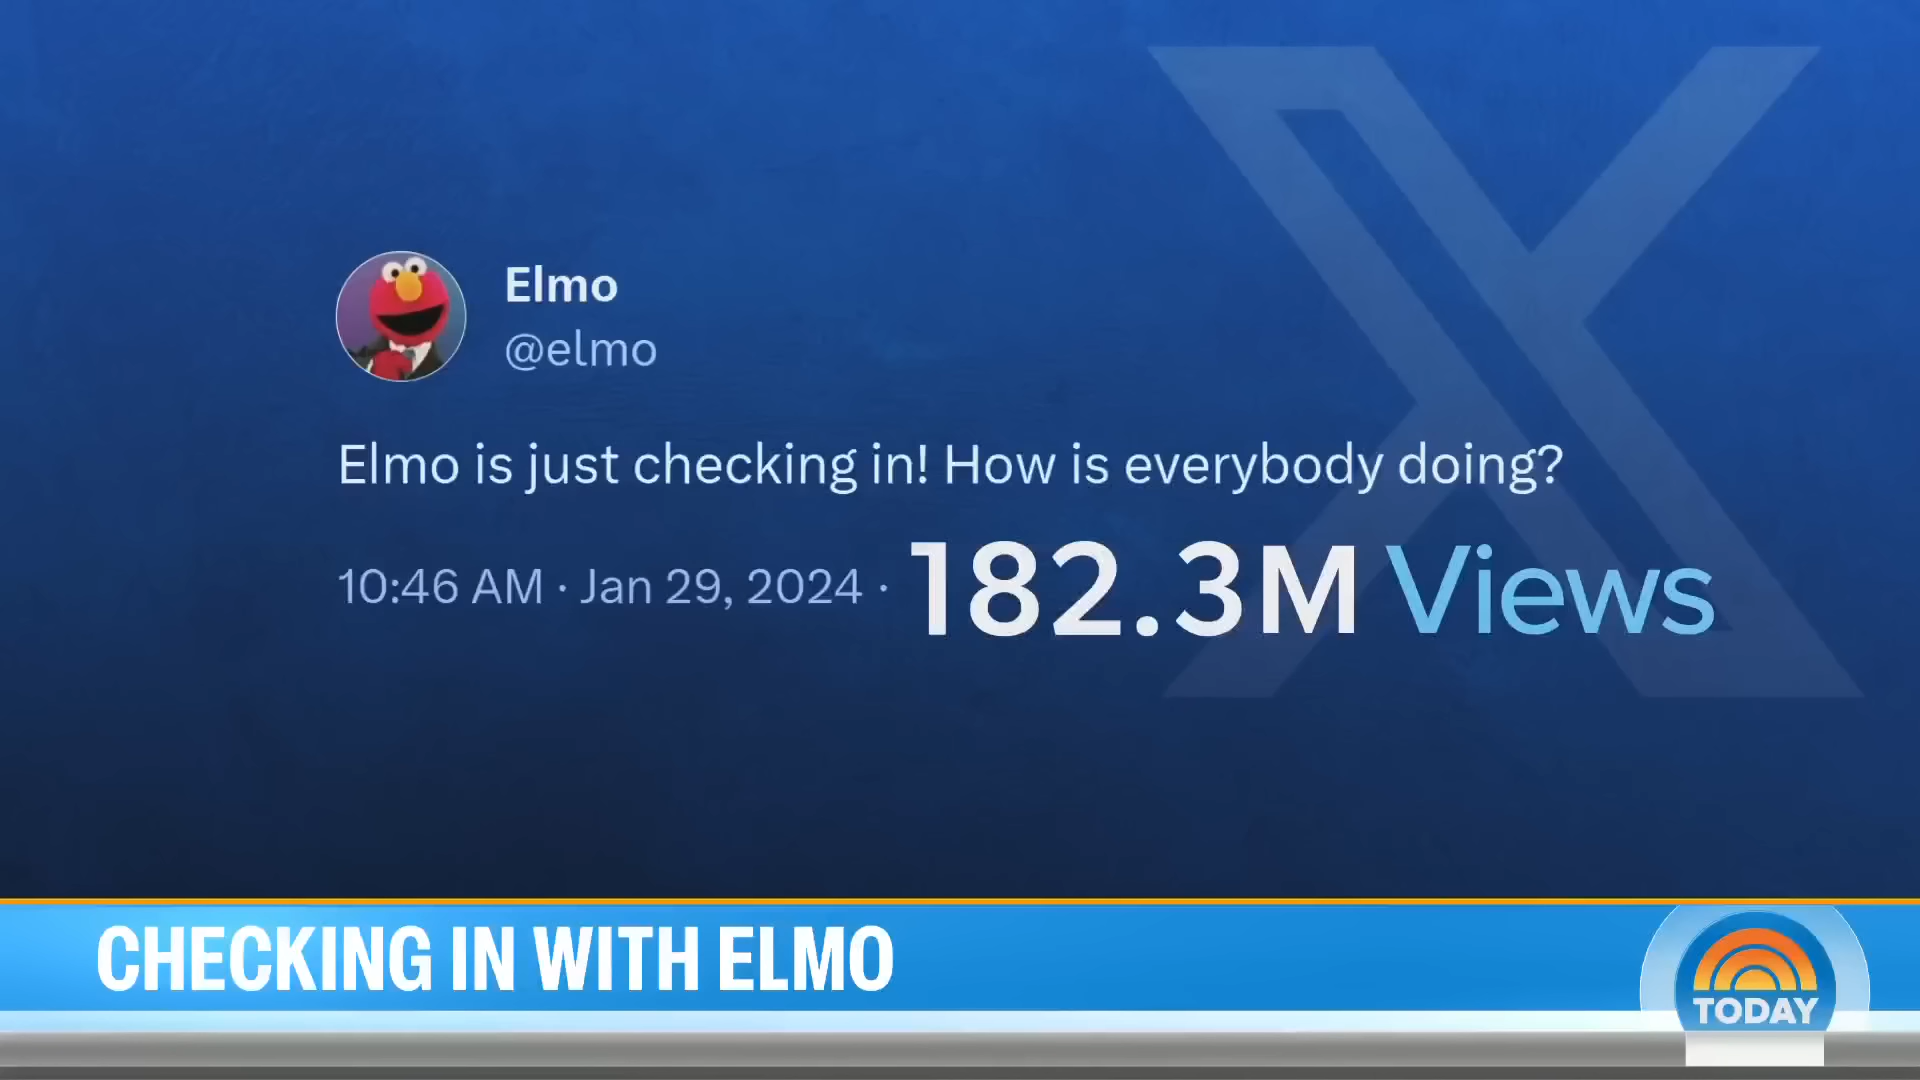 Elmo
@elmo
Elmo is just checking in! How is everybody doing?
10:46 AM · Jan 29, 2024 · 182.3M Views
CHECKING IN WITH ELMO
TODAY